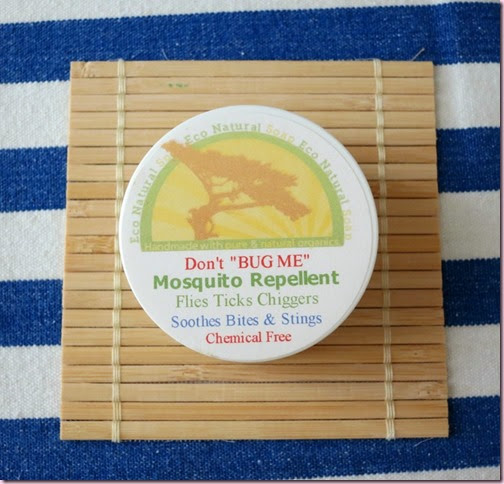 Eco Natural Soap Eco Natural Soap Eco Natural Soap
Handmade with pure & natural organics
Don't "BUG ME"
Mosquito Repellent
Flies Ticks Chiggers
Soothes Bites & Stings
Chemical Free